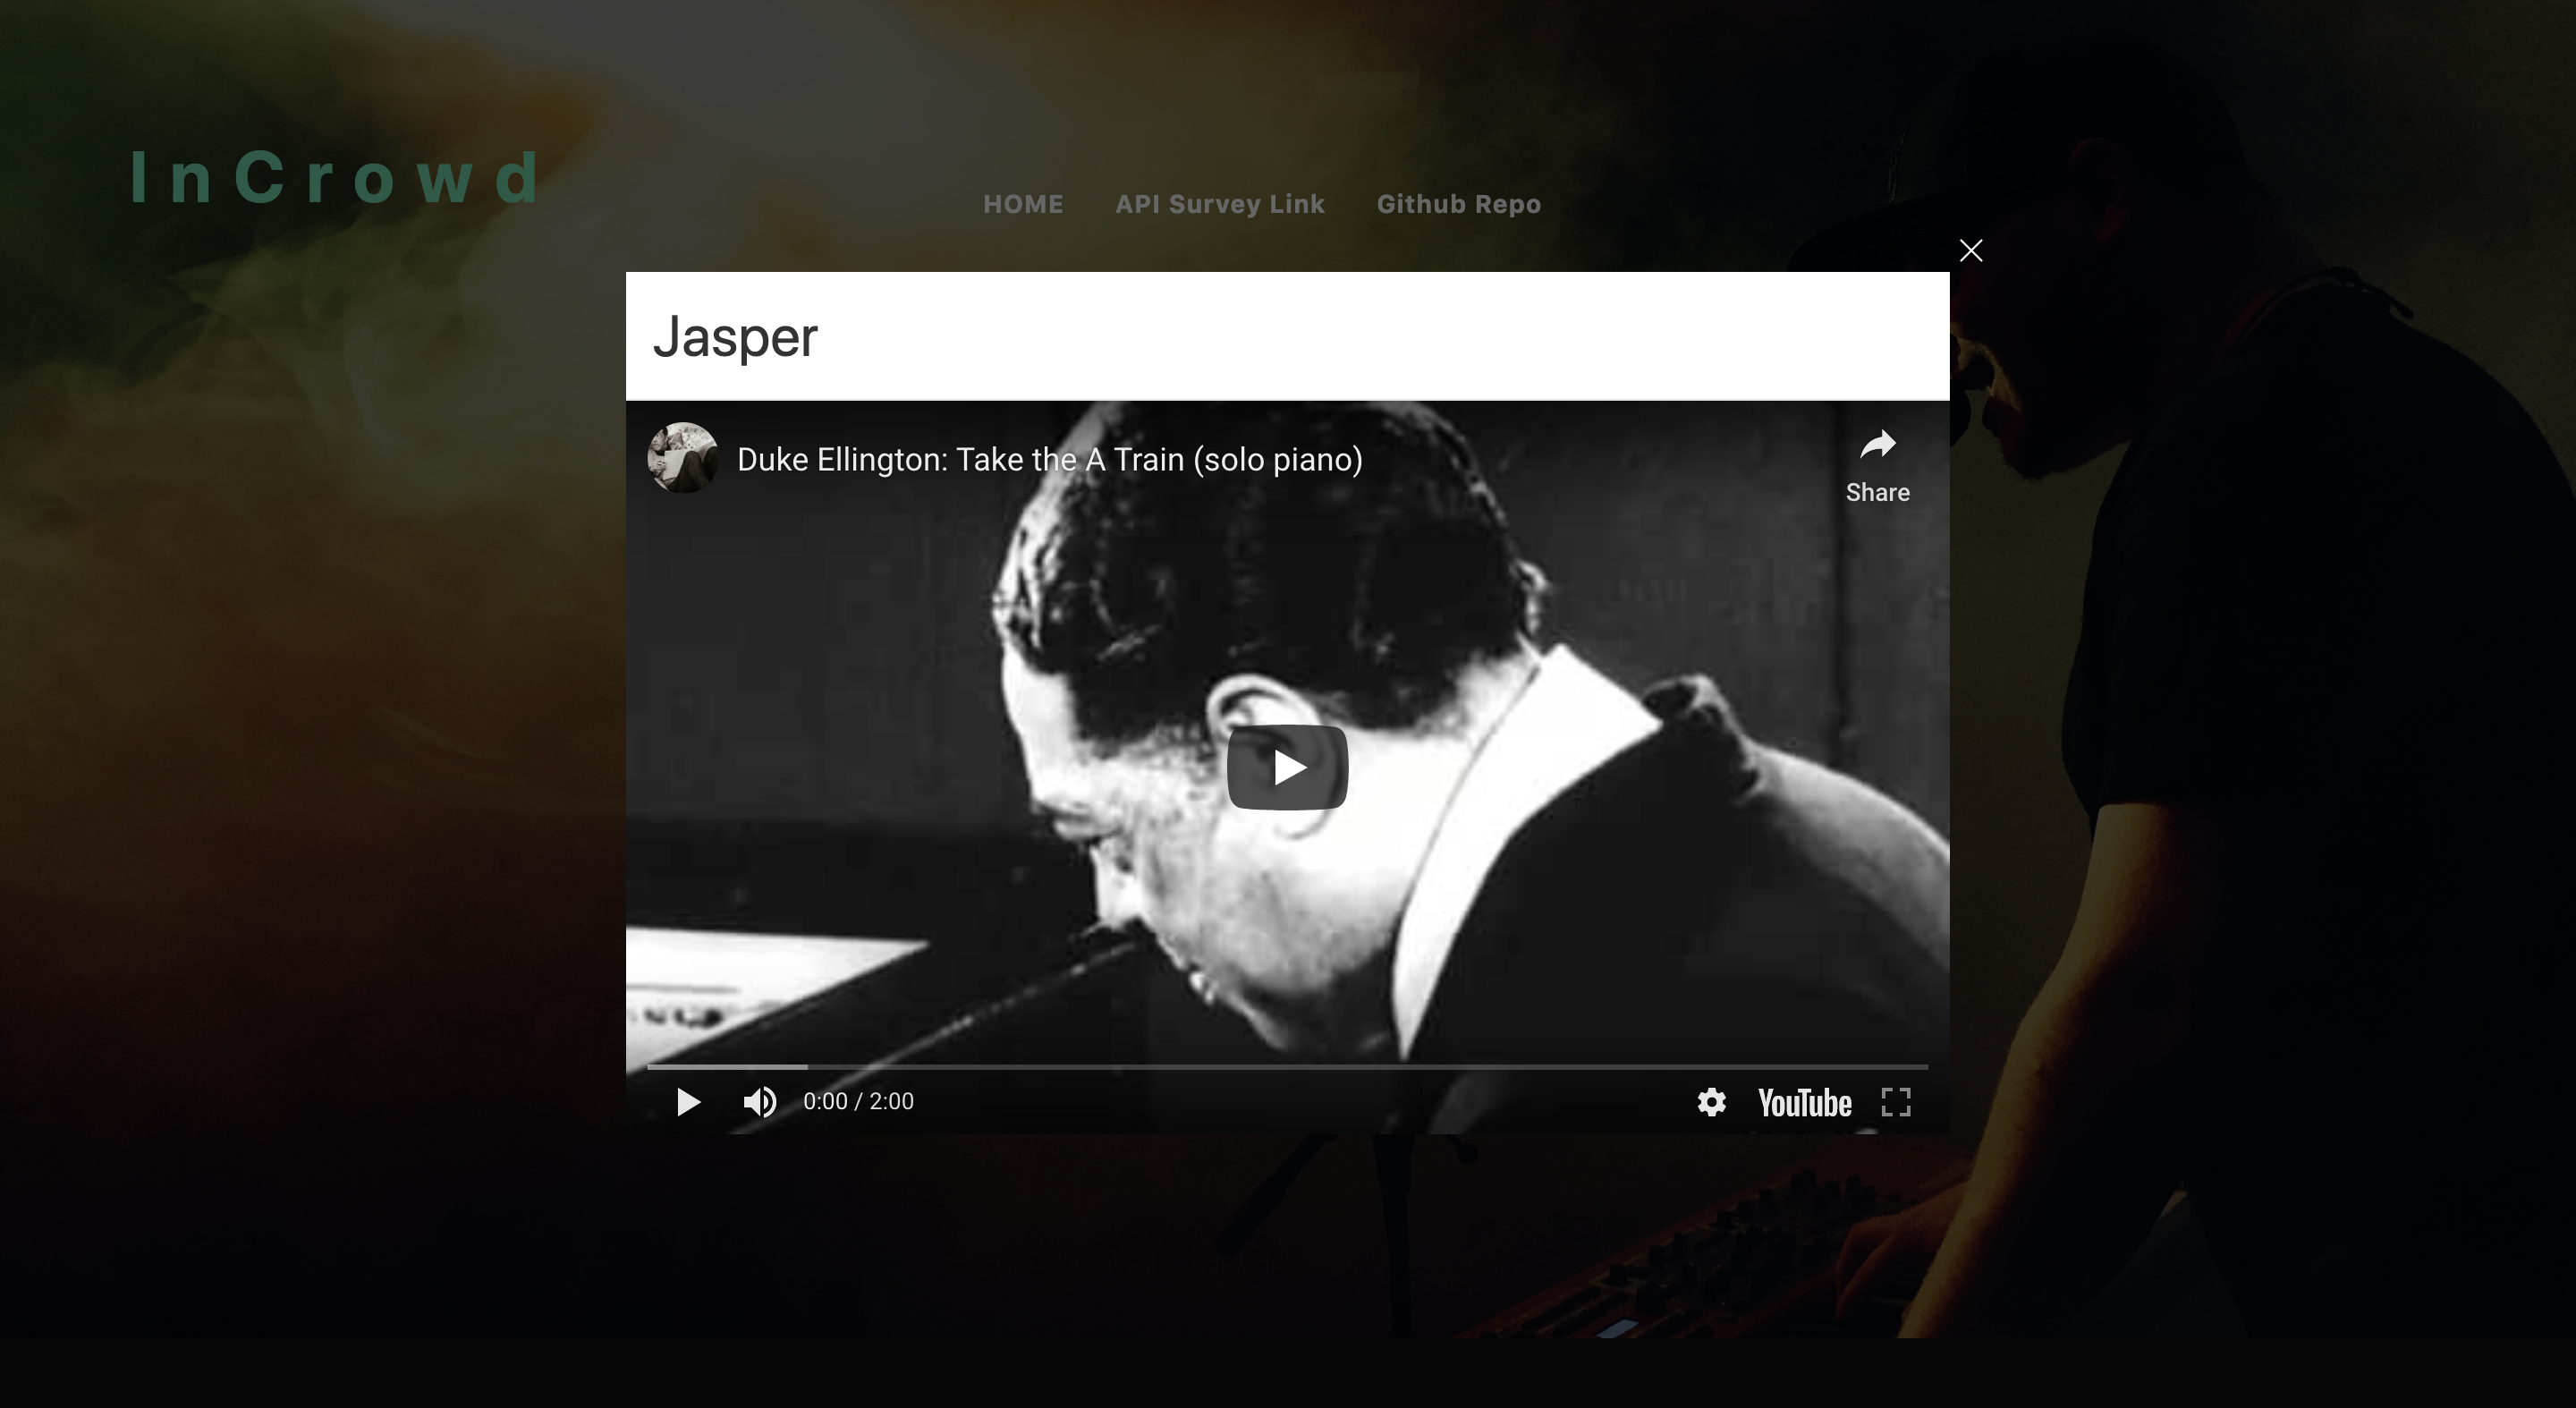 InCrowd
HOME API Survey Link Github Repo
Jasper
Duke Ellington: Take the A Train (solo piano)
Share
0:00 / 2:00
YouTube